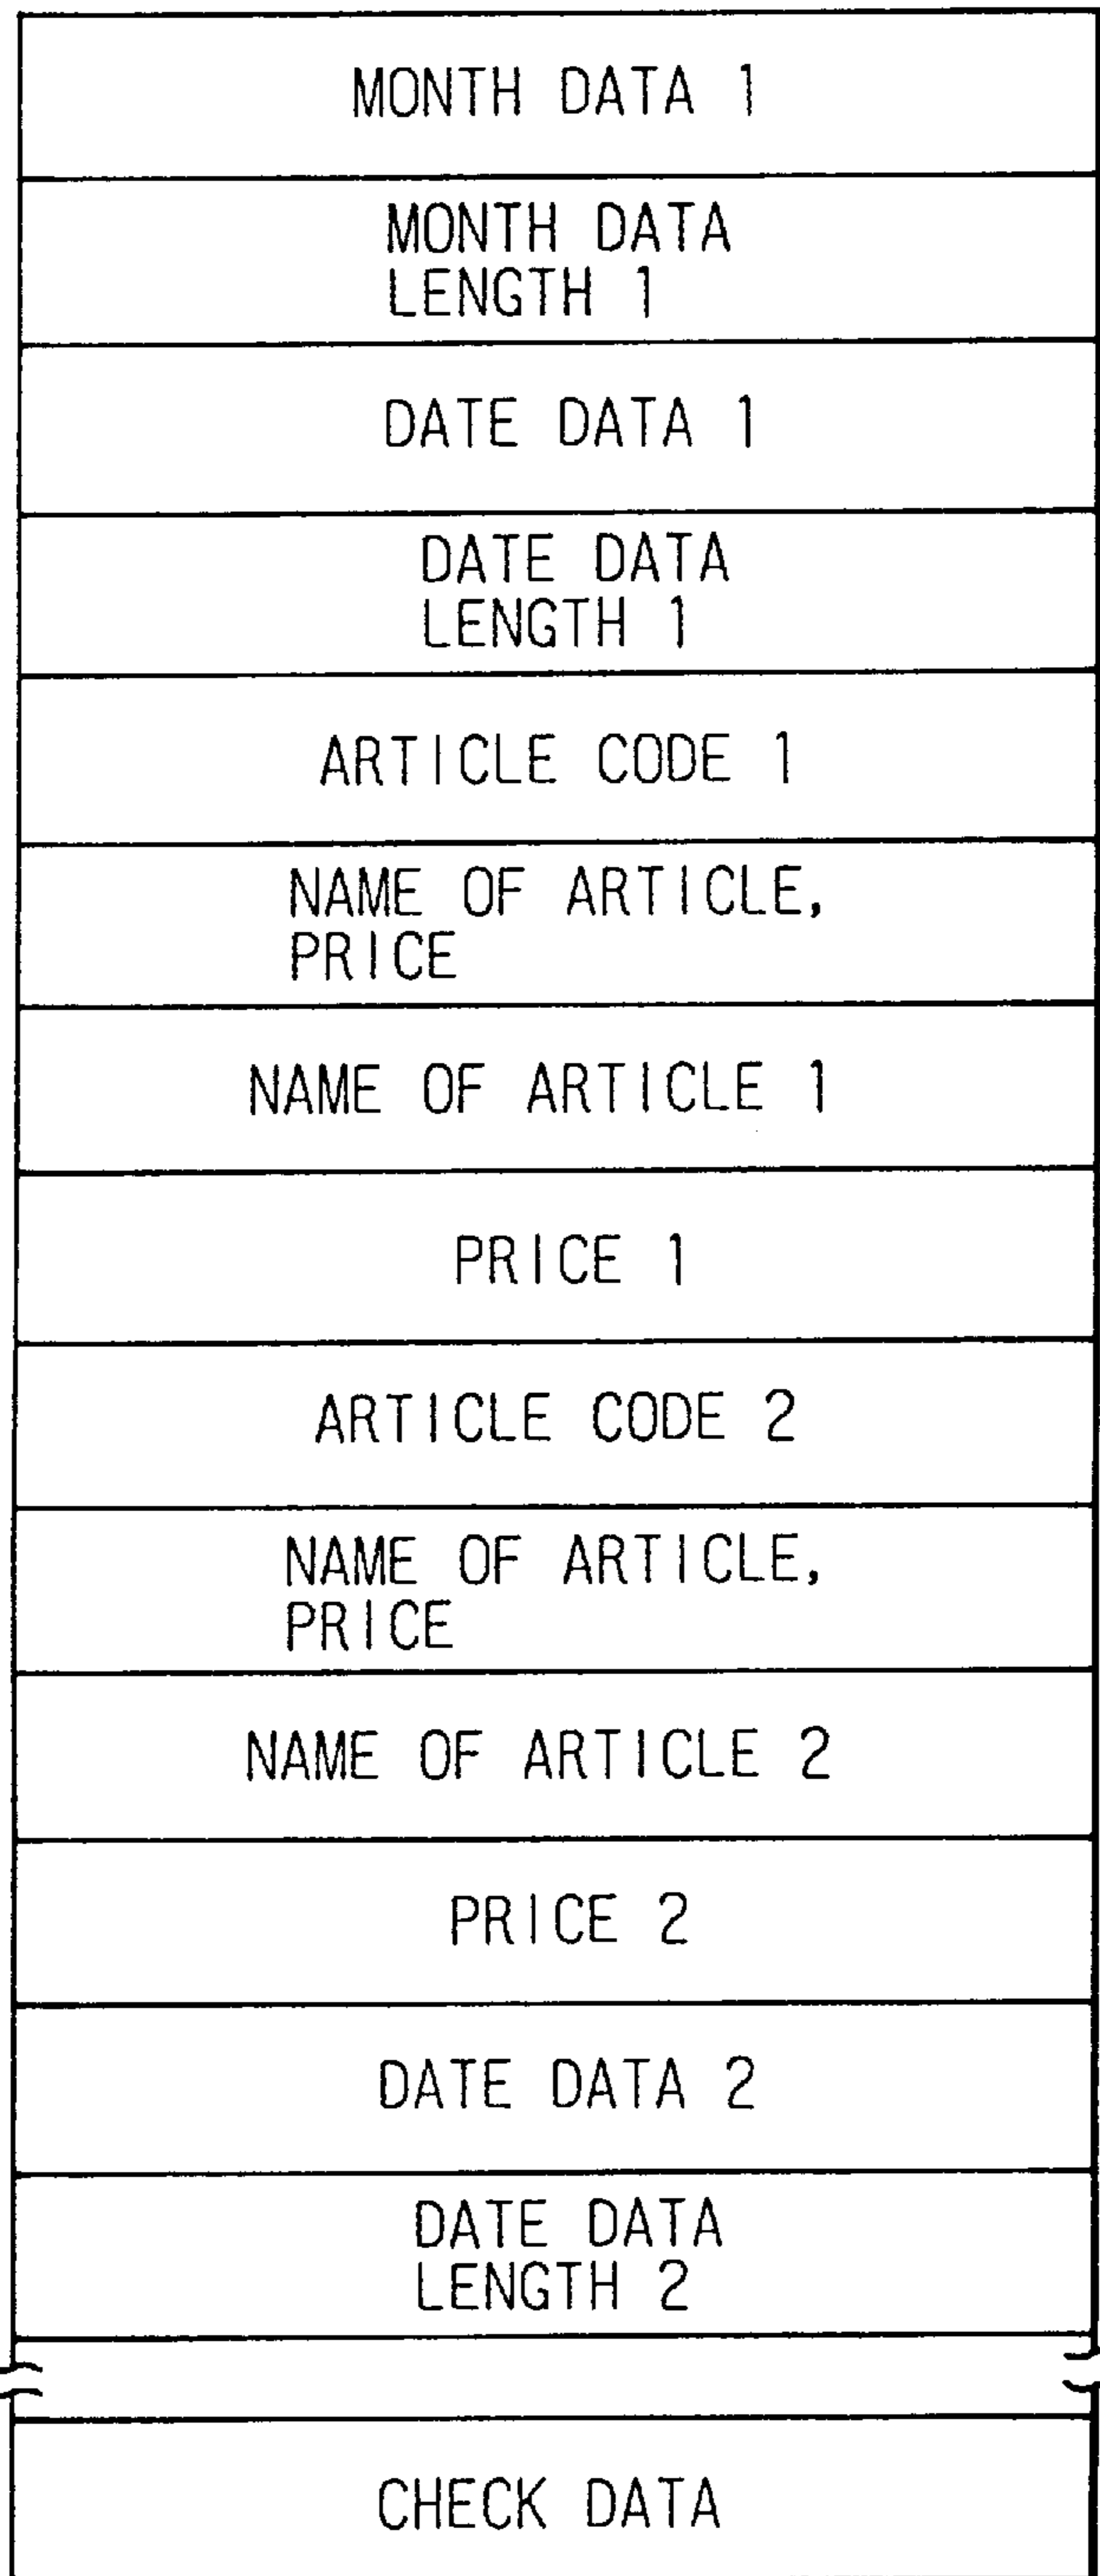 MONTH DATA 1
MONTH DATA
LENGTH 1
DATE DATA 1
DATE DATA
LENGTH 1
ARTICLE CODE 1
NAME OF ARTICLE,
PRICE
NAME OF ARTICLE 1
PRICE 1
ARTICLE CODE 2
NAME OF ARTICLE,
PRICE
NAME OF ARTICLE 2
PRICE 2
DATE DATA 2
DATE DATA
LENGTH 2
CHECK DATA